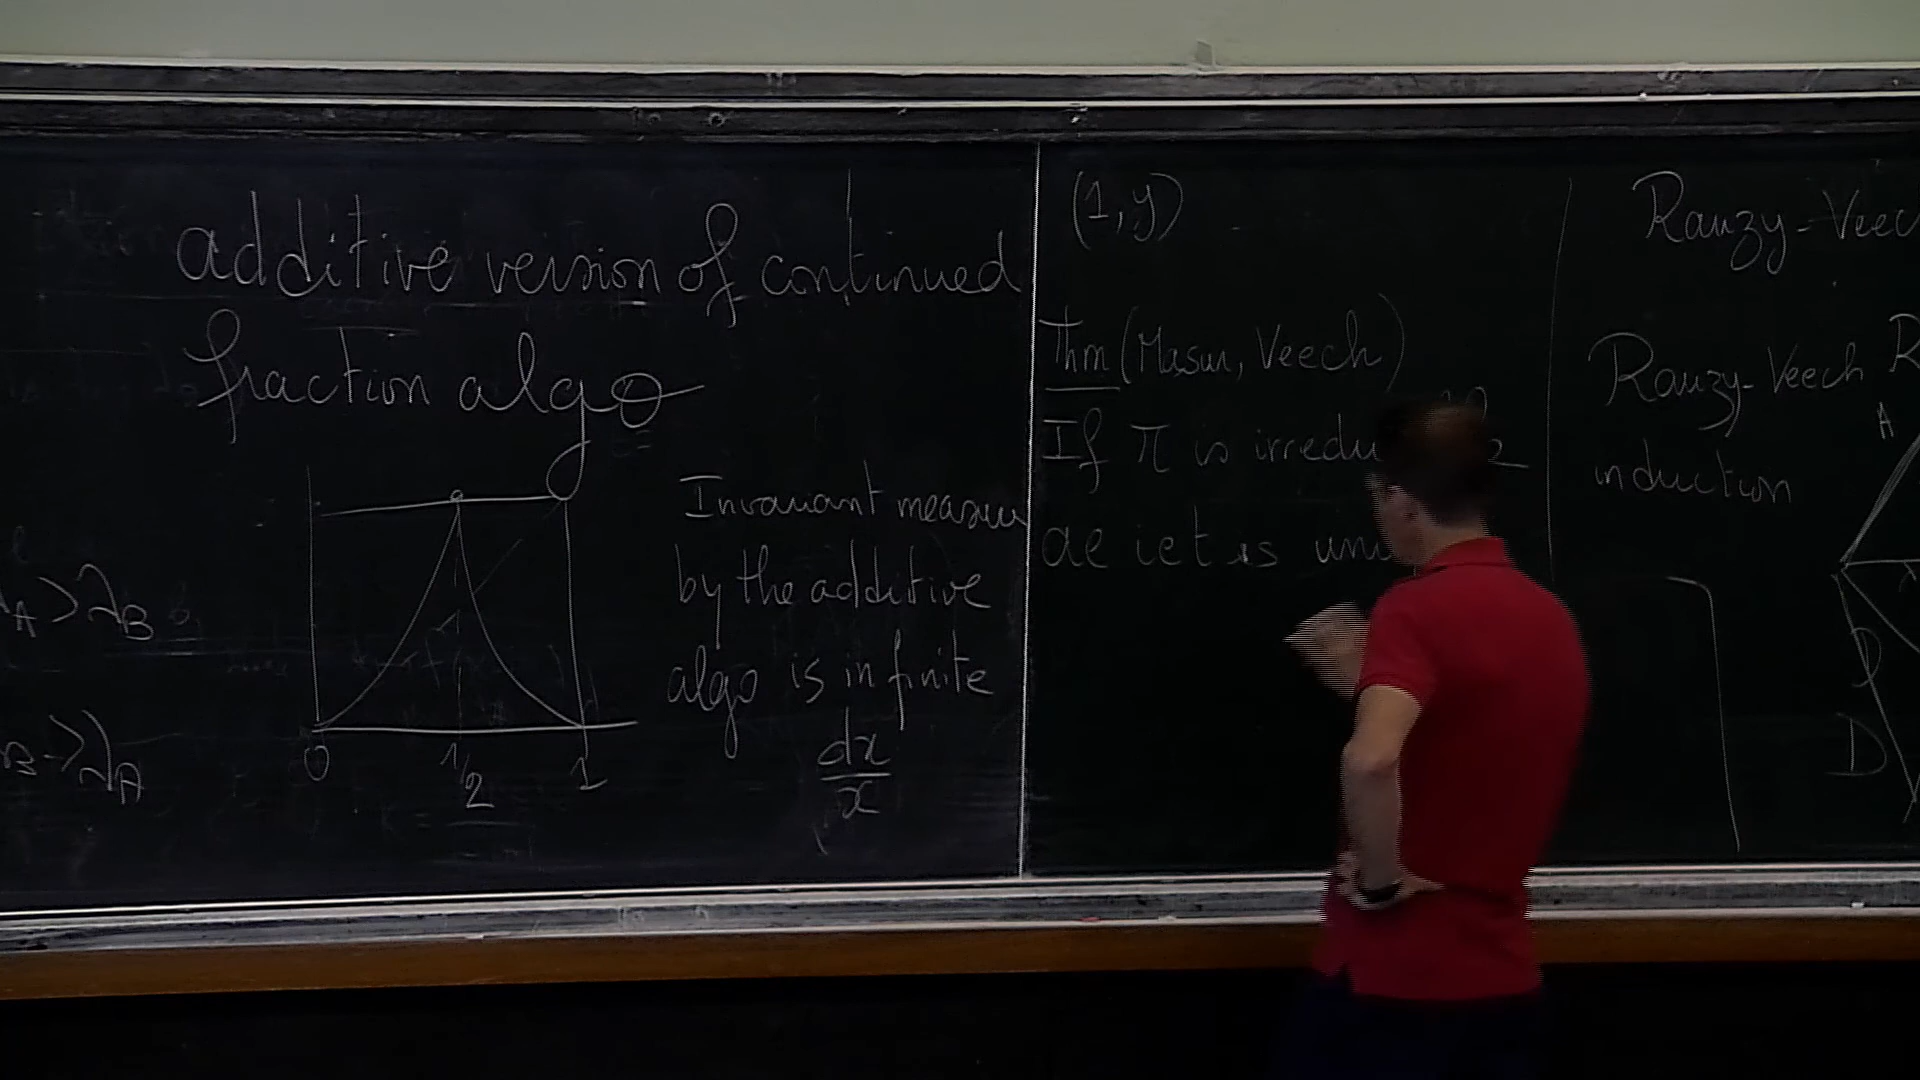 additive version of continued
fraction algo
λA > λB
λB > λA
0
1/2
1
Invariant measure
by the additive
algo is infinite
dx
x
(1, y)
Thm (Masur, Veech)
If π is irredu
ae iet is uni
Rauzy-Veec
Rauzy-Veech R
induction
A
D
D